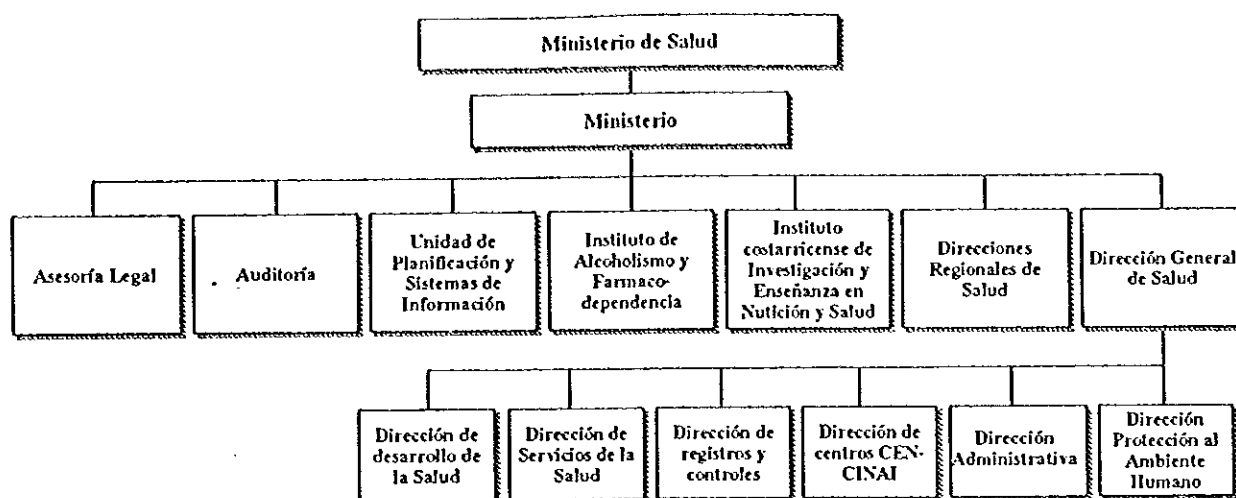 Ministerio de Salud
Ministerio
Asesoría Legal
Auditoría
Unidad de
Planificación y
Sistemas de
Información
Instituto de
Alcoholismo y
Farmaco-
dependencia
Instituto
costarricense de
Investigación y
Enseñanza en
Nutición y Salud
Direcciones
Regionales de
Salud
Dirección General
de Salud
Dirección de
desarrollo de
la Salud
Dirección de
Servicios de la
Salud
Dirección de
registros y
controles
Dirección de
centros CEN-
CINAI
Dirección
Administrativa
Dirección
Protección al
Ambiente
Humano